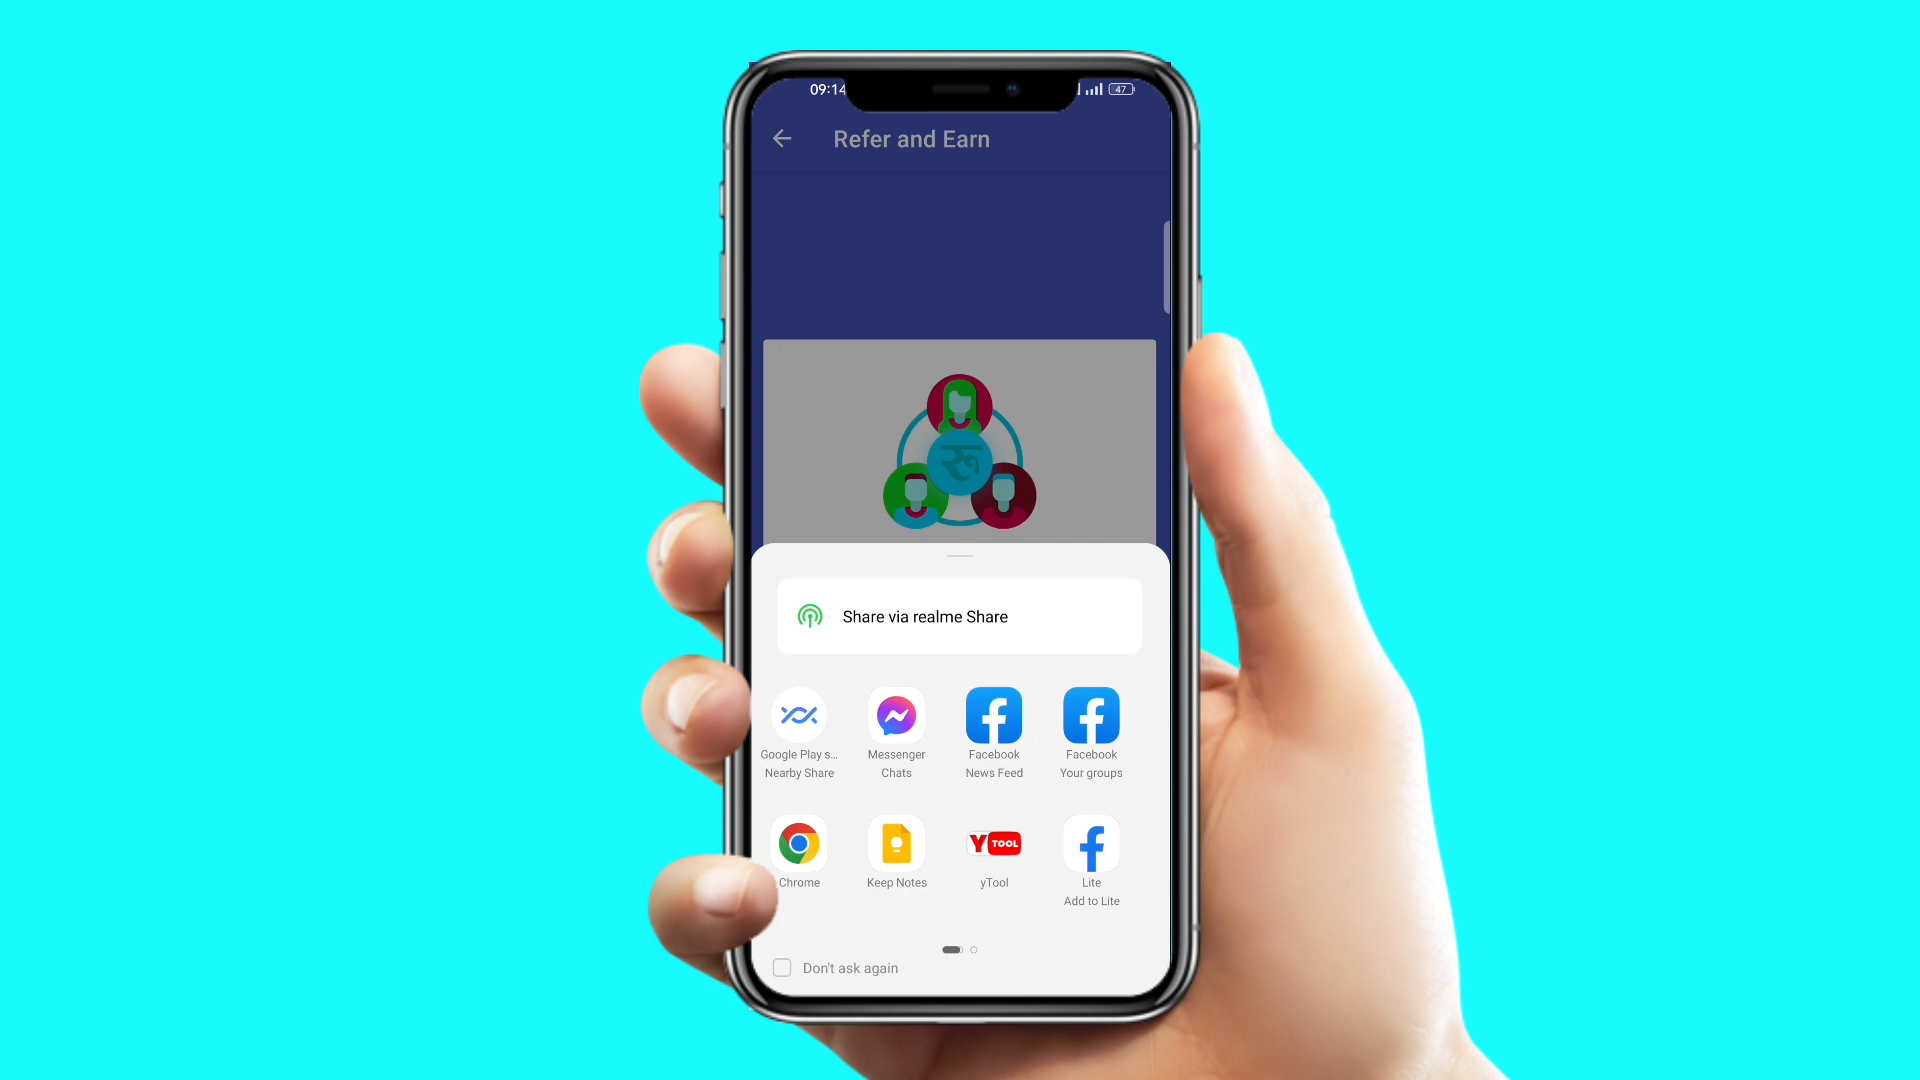 09:14
47
Refer and Earn
रू
Share via realme Share
Google Play s...
Nearby Share
Messenger
Chats
Facebook
News Feed
Facebook
Your groups
Chrome
Keep Notes
Y TOOL
yTool
Lite
Add to Lite
Don't ask again